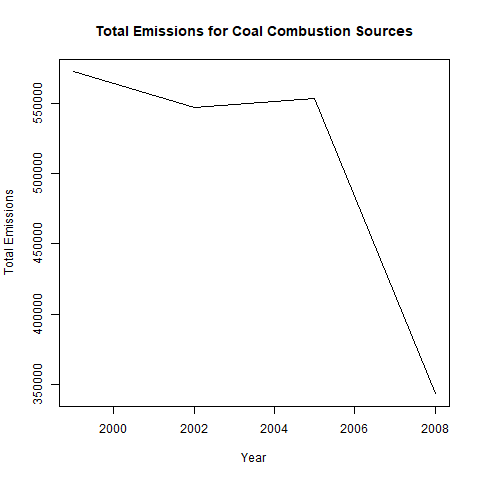 Total Emissions for Coal Combustion Sources
Total Emissions
550000
500000
450000
400000
350000
2000 2002 2004 2006 2008
Year